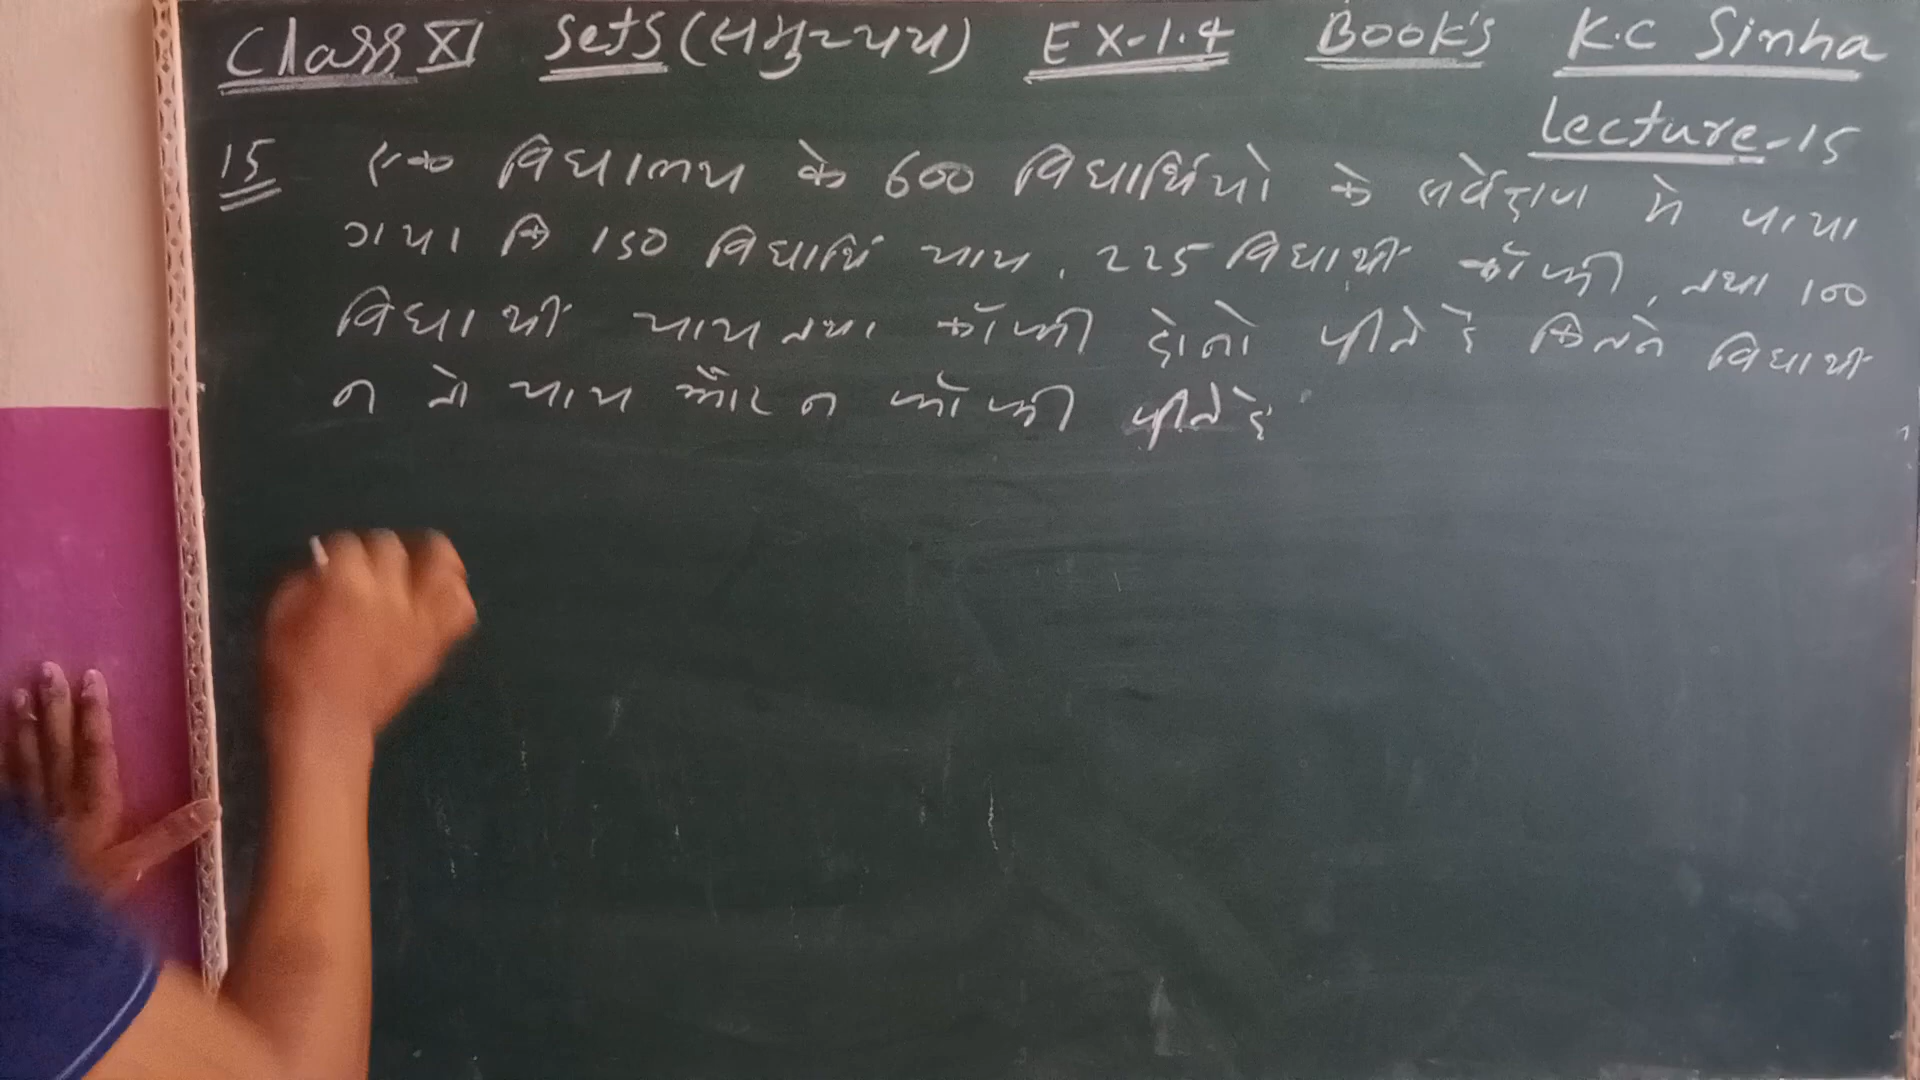 Class XI Sets (समुच्चय) EX-1.4 Book's K.C Sinha
Lecture-15
15 एक विद्यालय के 600 विद्यार्थियों के सर्वेक्षण में पाया
गया कि 150 विद्यार्थी चाय, 225 विद्यार्थी कॉफी, तथा 100
विद्यार्थी चाय तथा कॉफी दोनों पीते है कितने विद्यार्थी
न तो चाय और न कॉफी पीते है